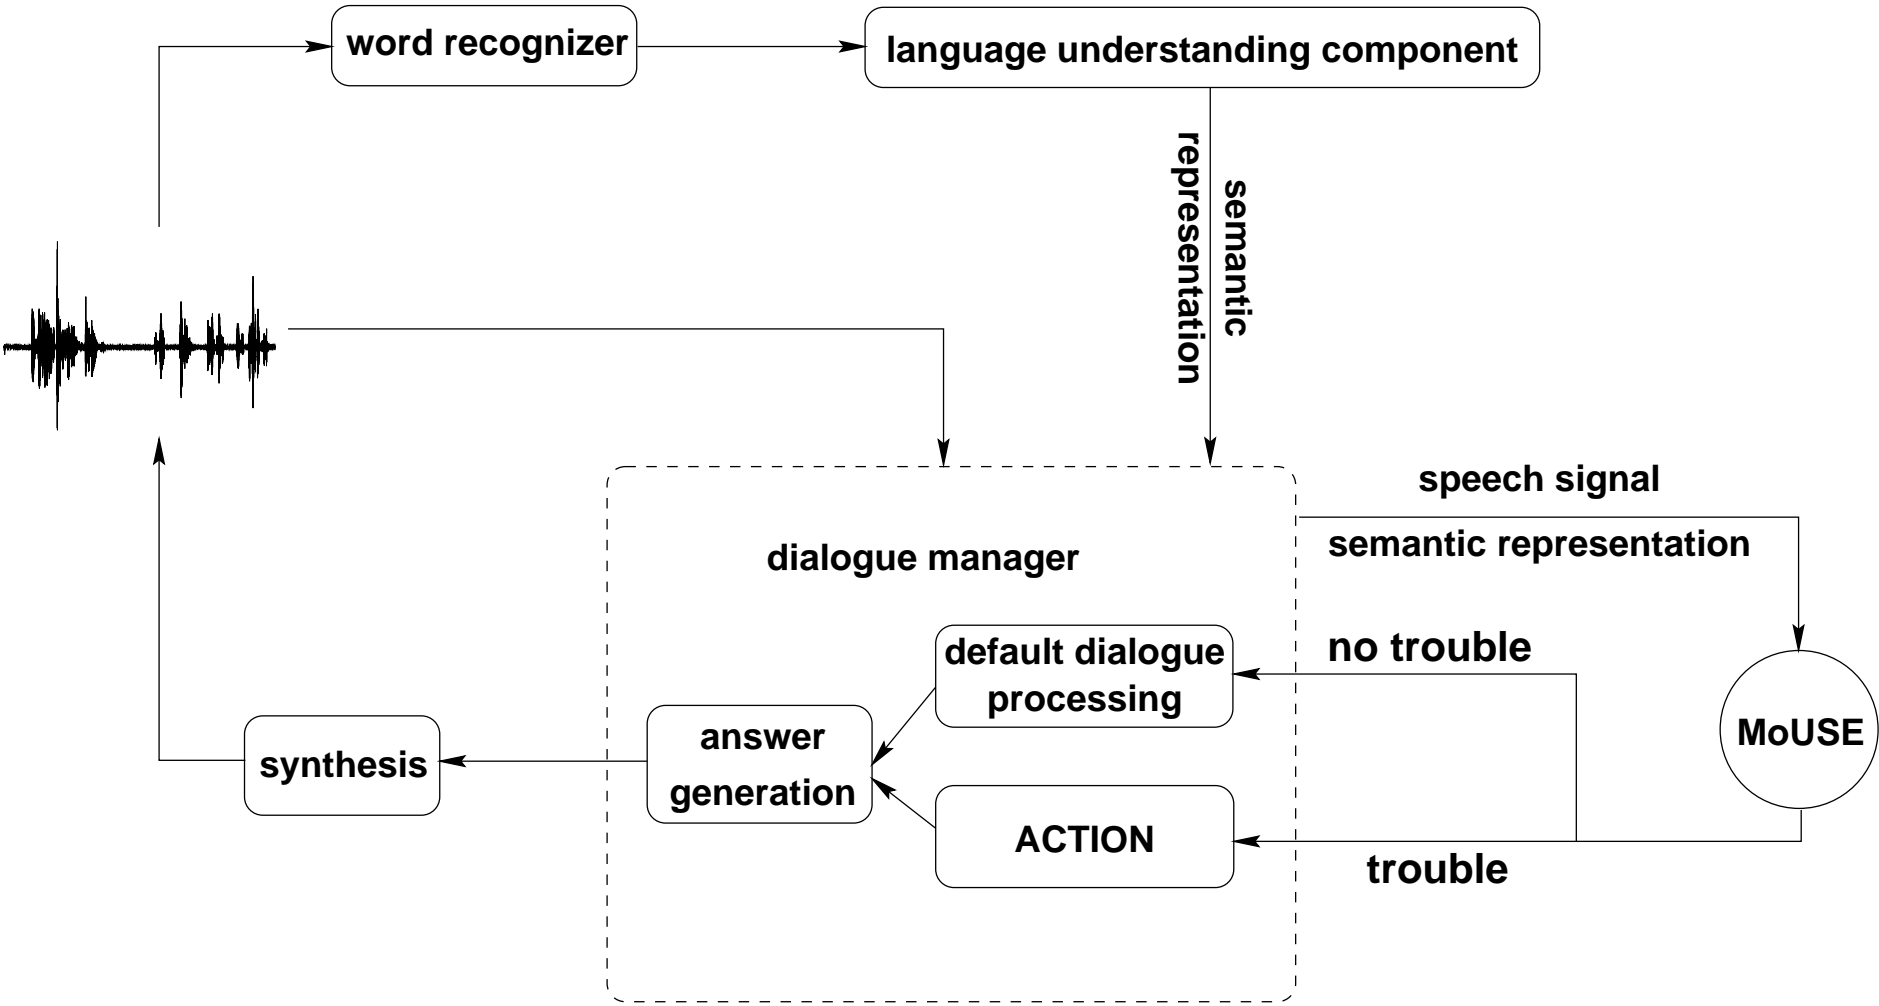 word recognizer
language understanding component
semantic
representation
speech signal
semantic representation
dialogue manager
no trouble
default dialogue
processing
MoUSE
answer
generation
synthesis
ACTION
trouble